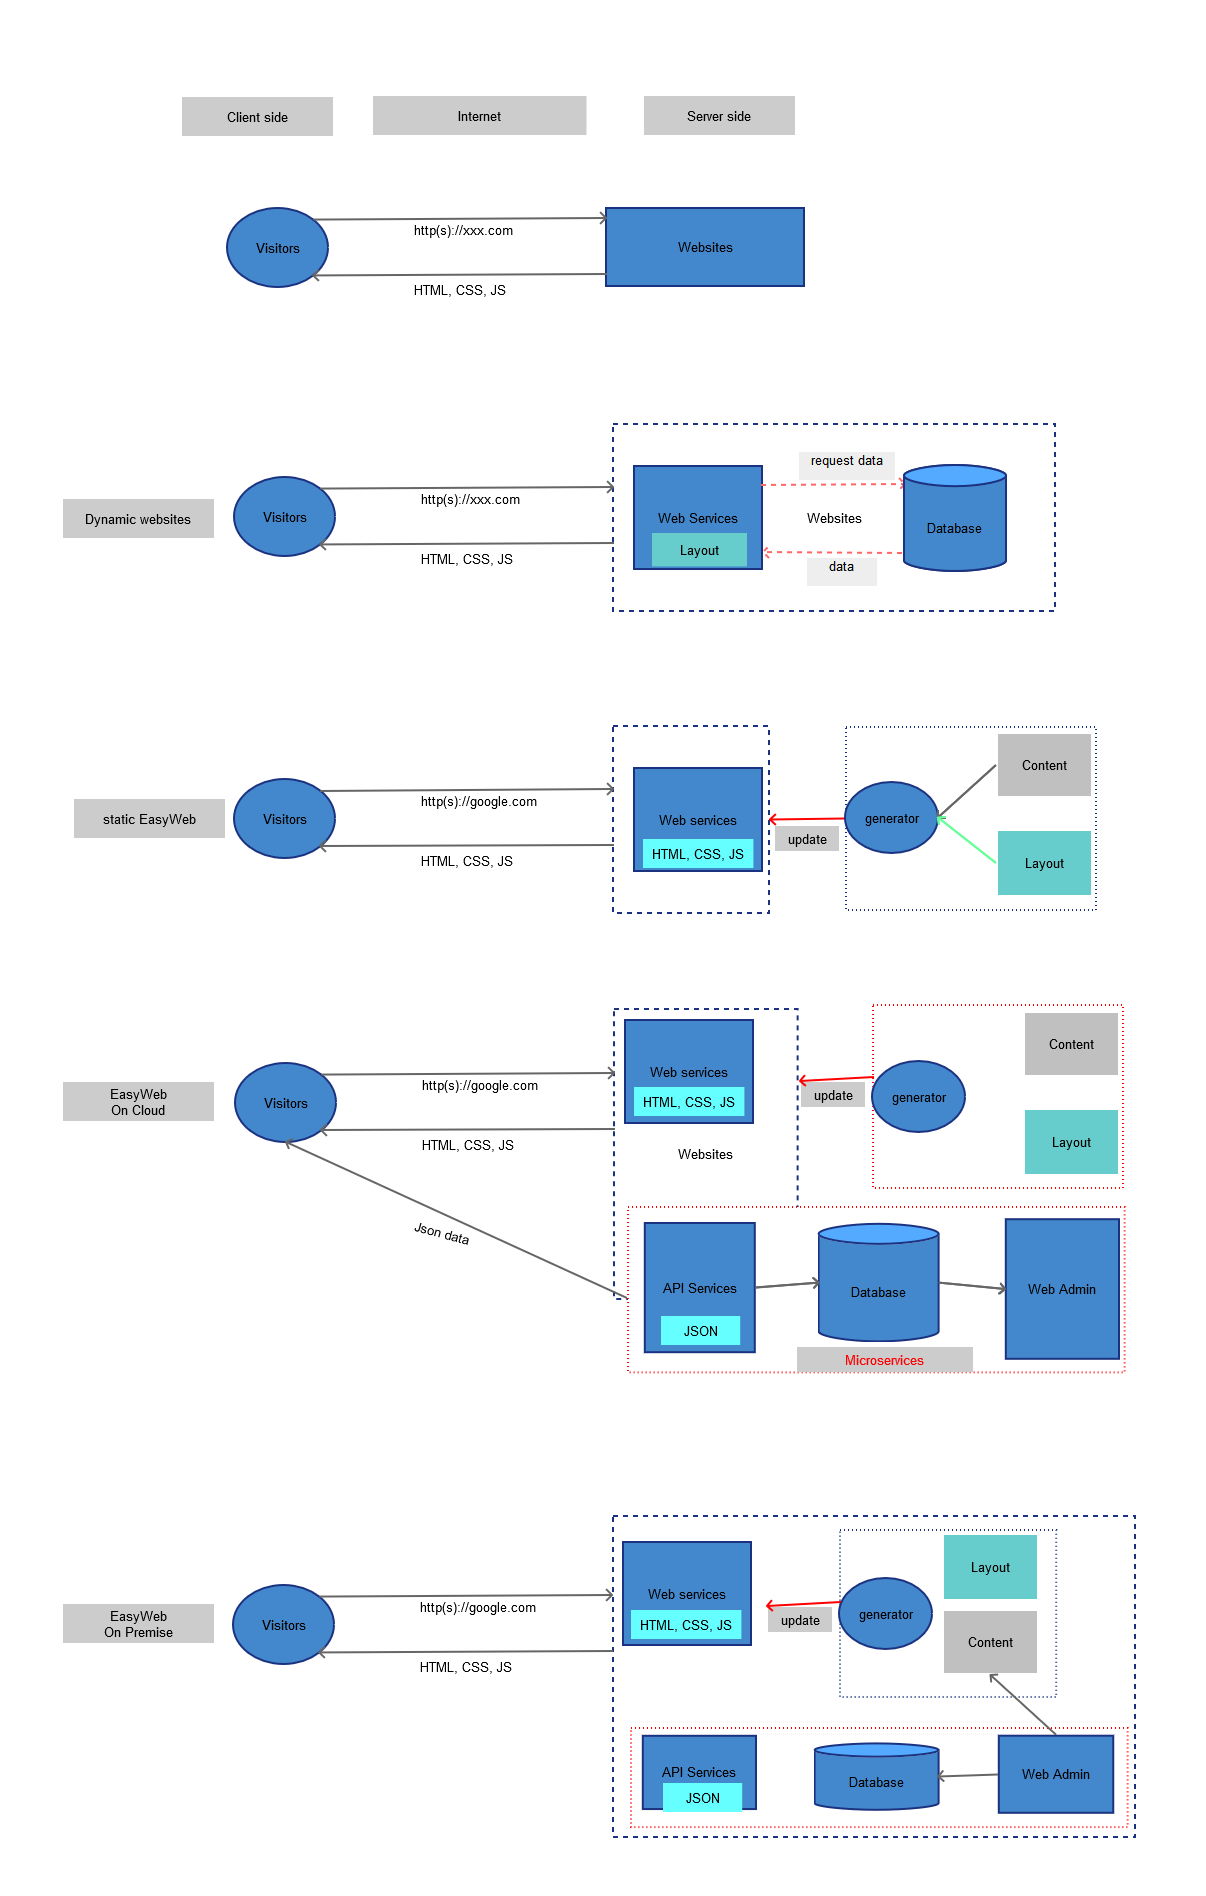 Client side
Internet
Server side
Visitors
http(s)://xxx.com
Websites
HTML, CSS, JS
Dynamic websites
Visitors
http(s)://xxx.com
HTML, CSS, JS
Web Services
Layout
request data
Websites
data
Database
static EasyWeb
Visitors
http(s)://google.com
HTML, CSS, JS
Web services
HTML, CSS, JS
update
generator
Content
Layout
EasyWeb
On Cloud
Visitors
http(s)://google.com
HTML, CSS, JS
Json data
Web services
HTML, CSS, JS
Websites
update
generator
Content
Layout
API Services
JSON
Database
Web Admin
Microservices
EasyWeb
On Premise
Visitors
http(s)://google.com
HTML, CSS, JS
Web services
HTML, CSS, JS
update
generator
Layout
Content
API Services
JSON
Database
Web Admin